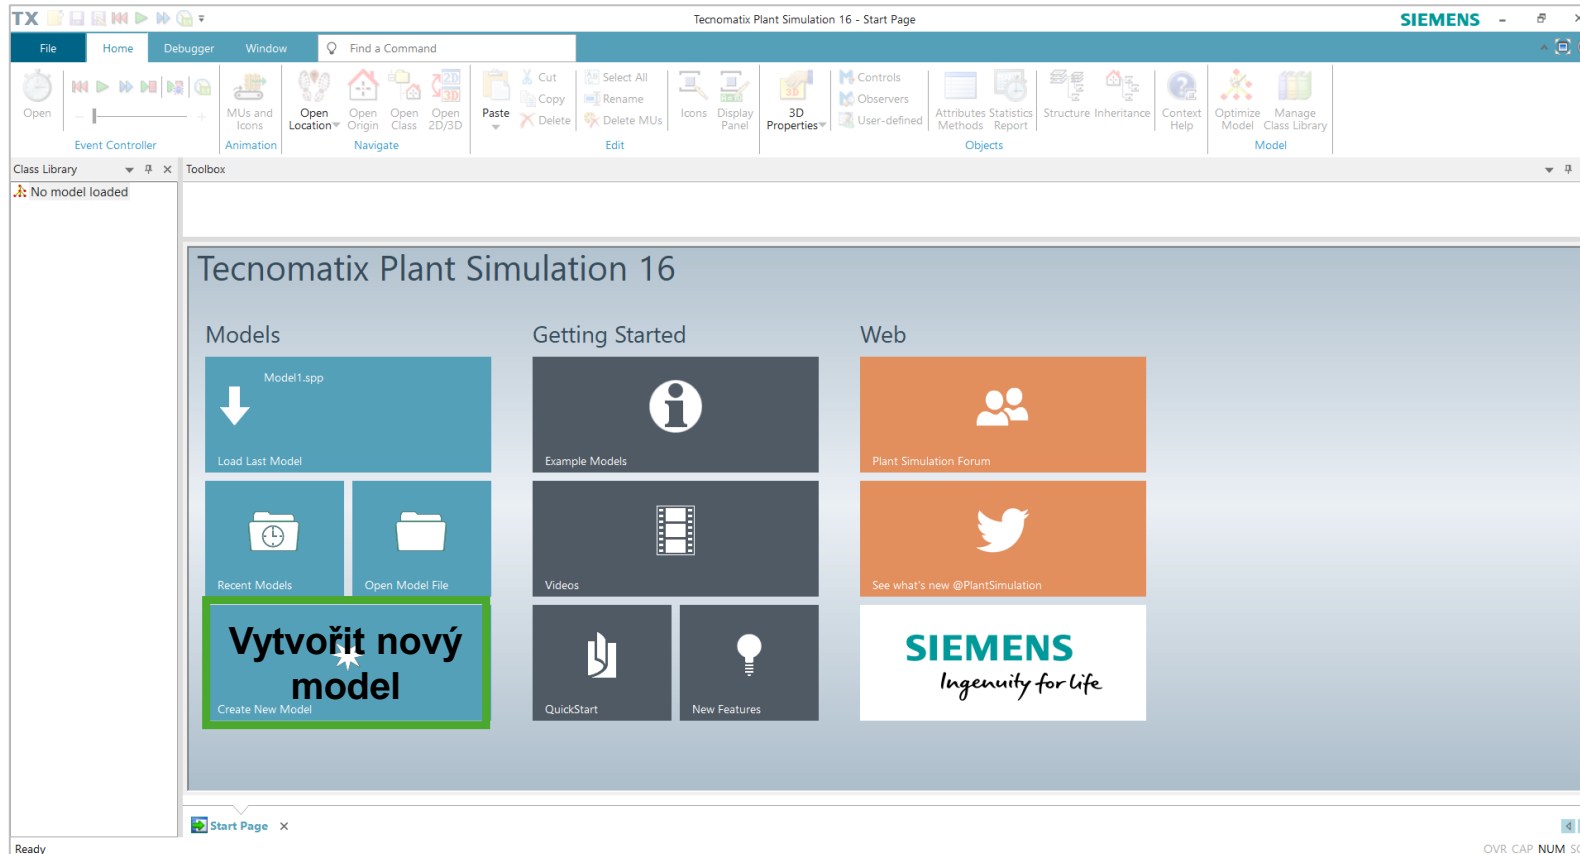 TX
Tecnomatix Plant Simulation 16 - Start Page
SIEMENS
File Home Debugger Window Find a Command
Open
MUs and Icons
Open Location
Open Origin
Open Class
Open 2D/3D
Paste
Cut
Copy
Delete
Select All
Rename
Delete MUs
Icons
Display Panel
3D Properties
Controls
Observers
User-defined
Attributes Methods
Statistics Report
Structure
Inheritance
Context Help
Optimize Model
Manage Class Library
Event Controller Animation Navigate Edit Objects Model
Class Library
Toolbox
No model loaded
Tecnomatix Plant Simulation 16
Models Getting Started Web
Model1.spp
Load Last Model
Example Models
Plant Simulation Forum
Recent Models
Open Model File
Videos
See what's new @PlantSimulation
Vytvořit nový
model
Create New Model
QuickStart
New Features
SIEMENS
Ingenuity for life
Start Page
Ready
OVR CAP NUM